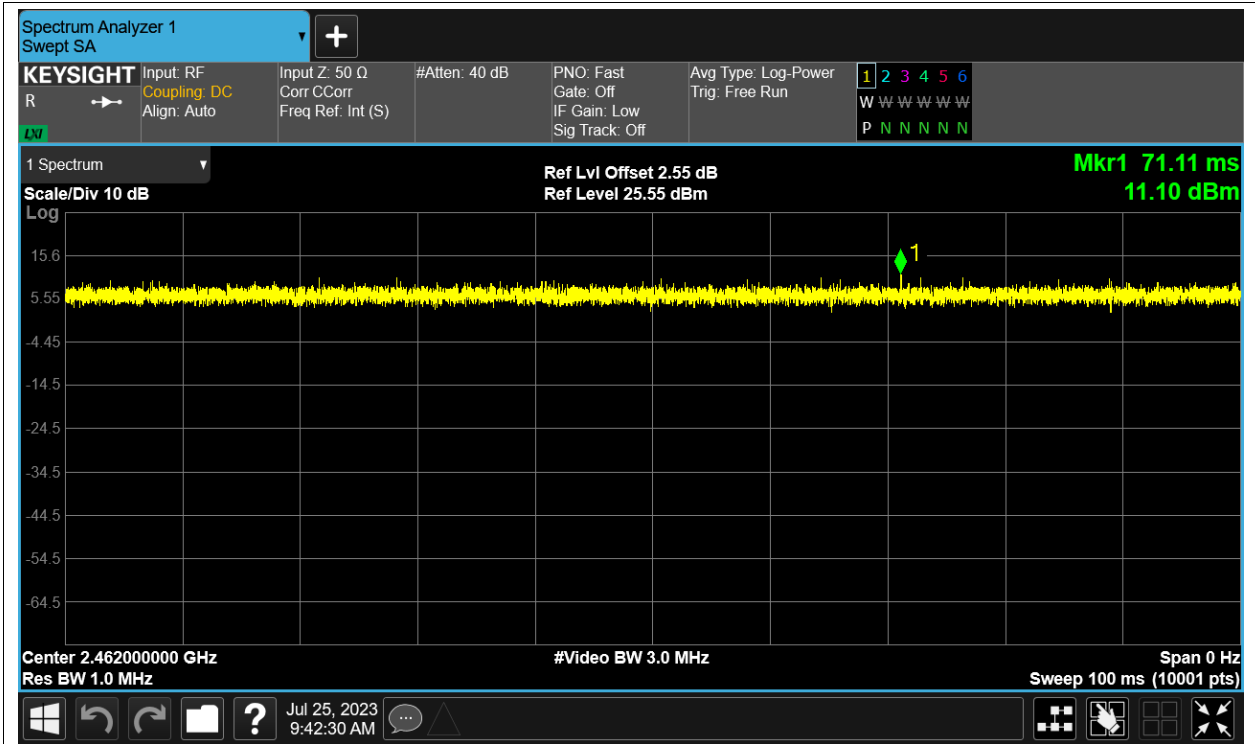 Spectrum Analyzer 1
Swept SA
KEYSIGHT
R
LXI
Input: RF
Coupling: DC
Align: Auto
Input Z: 50 Ω
Corr CCorr
Freq Ref: Int (S)
#Atten: 40 dB
PNO: Fast
Gate: Off
IF Gain: Low
Sig Track: Off
Avg Type: Log-Power
Trig: Free Run
1 2 3 4 5 6
W W W W W W
P N N N N N
1 Spectrum
Scale/Div 10 dB
Log
Ref Lvl Offset 2.55 dB
Ref Level 25.55 dBm
Mkr1 71.11 ms
11.10 dBm
1
15.6
5.55
-4.45
-14.5
-24.5
-34.5
-44.5
-54.5
-64.5
Center 2.462000000 GHz
Res BW 1.0 MHz
#Video BW 3.0 MHz
Span 0 Hz
Sweep 100 ms (10001 pts)
?
Jul 25, 2023
9:42:30 AM